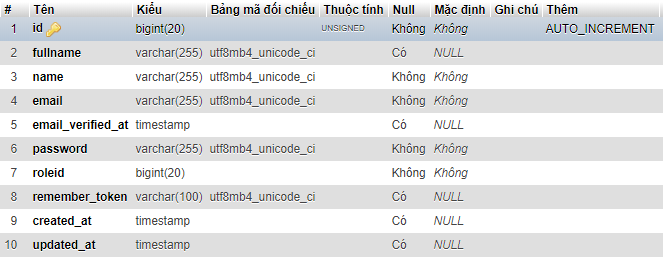 # Tên Kiểu Bảng mã đối chiếu Thuộc tính Null Mặc định Ghi chú Thêm
1 id bigint(20) UNSIGNED Không Không AUTO_INCREMENT
2 fullname varchar(255) utf8mb4_unicode_ci Có NULL
3 name varchar(255) utf8mb4_unicode_ci Không Không
4 email varchar(255) utf8mb4_unicode_ci Không Không
5 email_verified_at timestamp Có NULL
6 password varchar(255) utf8mb4_unicode_ci Không Không
7 roleid bigint(20) Không Không
8 remember_token varchar(100) utf8mb4_unicode_ci Có NULL
9 created_at timestamp Có NULL
10 updated_at timestamp Có NULL